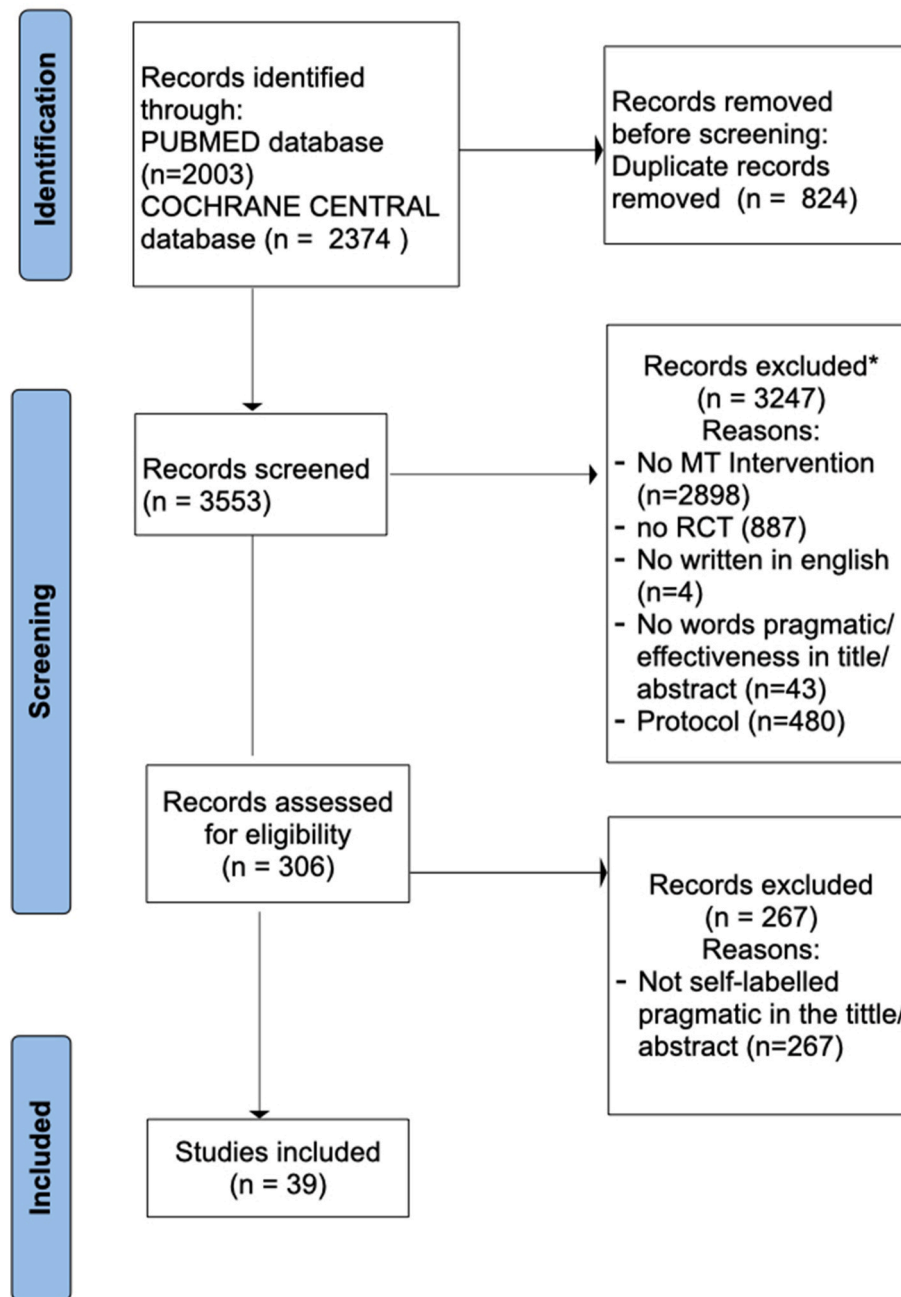 Identification
Records identified
through:
PUBMED database
(n=2003)
COCHRANE CENTRAL
database (n =  2374 )
Records removed
before screening:
Duplicate records
removed  (n =  824)
Screening
Records screened
(n = 3553)
Records excluded*
(n = 3247)
Reasons:
- No MT Intervention
(n=2898)
- no RCT (887)
- No written in english
(n=4)
- No words pragmatic/
effectiveness in title/
abstract (n=43)
- Protocol (n=480)
Records assessed
for eligibility
(n = 306)
Records excluded
(n = 267)
Reasons:
- Not self-labelled
pragmatic in the tittle/
abstract (n=267)
Included
Studies included
(n = 39)